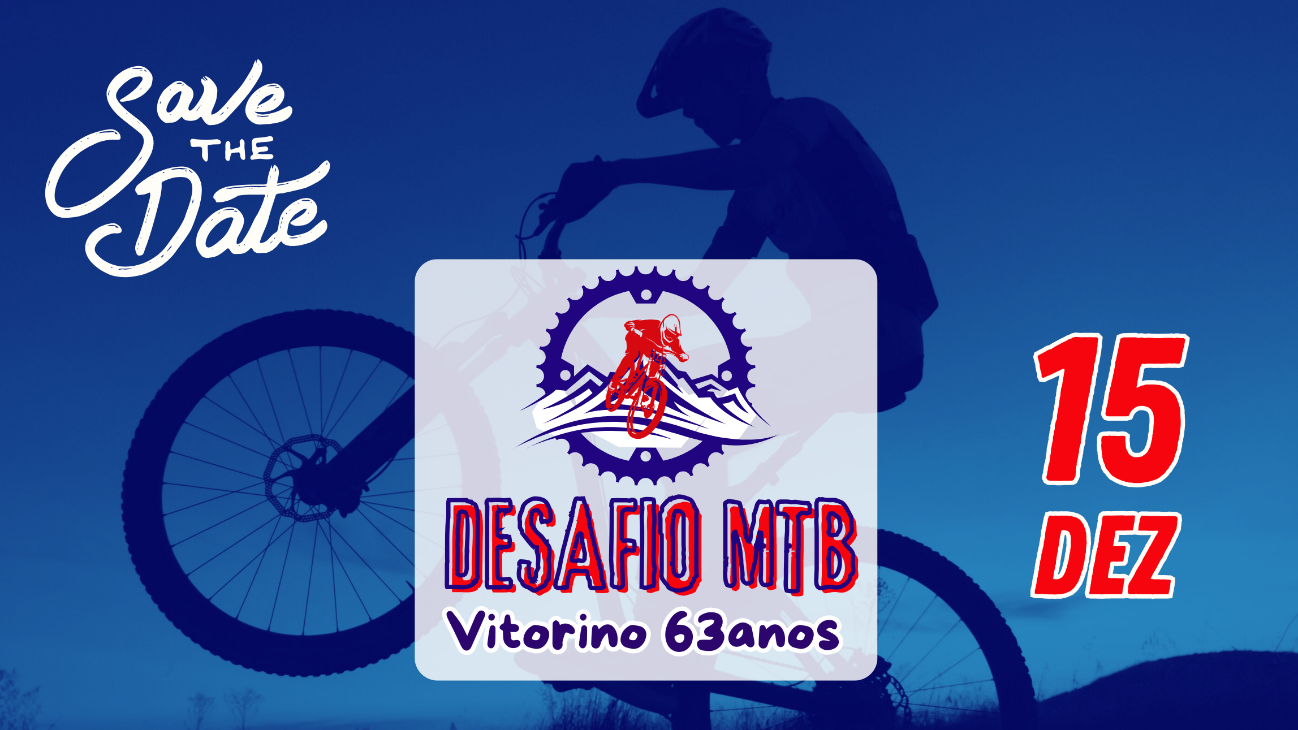 Save
THE
Date
DESAFIO MTB
Vitorino 63anos
15
DEZ